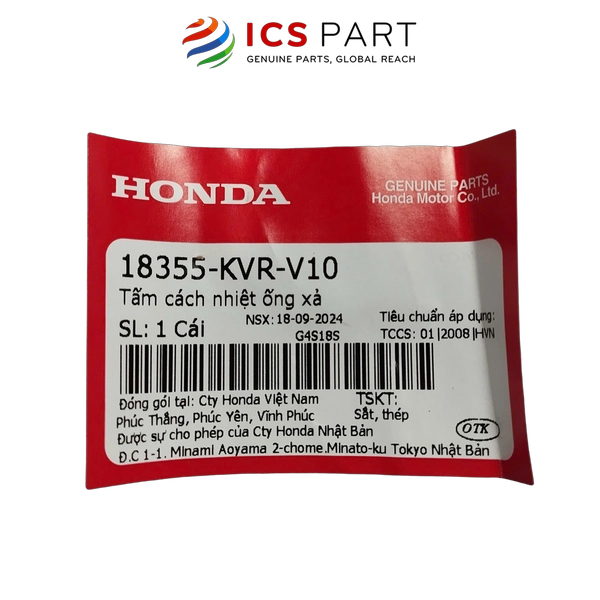 ICS PART
GENUINE PARTS, GLOBAL REACH
HONDA
GENUINE PARTS
Honda Motor Co., Ltd.
18355-KVR-V10
Tấm cách nhiệt ống xả
SL: 1 Cái
NSX: 18-09-2024
G4S18S
Tiêu chuẩn áp dụng:
TCCS: 01|2008|HVN
Đóng gói tại: Cty Honda Việt Nam
Phúc Thắng, Phúc Yên, Vĩnh Phúc
TSKT:
Sắt, thép
Được sự cho phép của Cty Honda Nhật Bản
Đ.C 1-1. Minami Aoyama 2-chome.Minato-ku Tokyo Nhật Bản
OTK